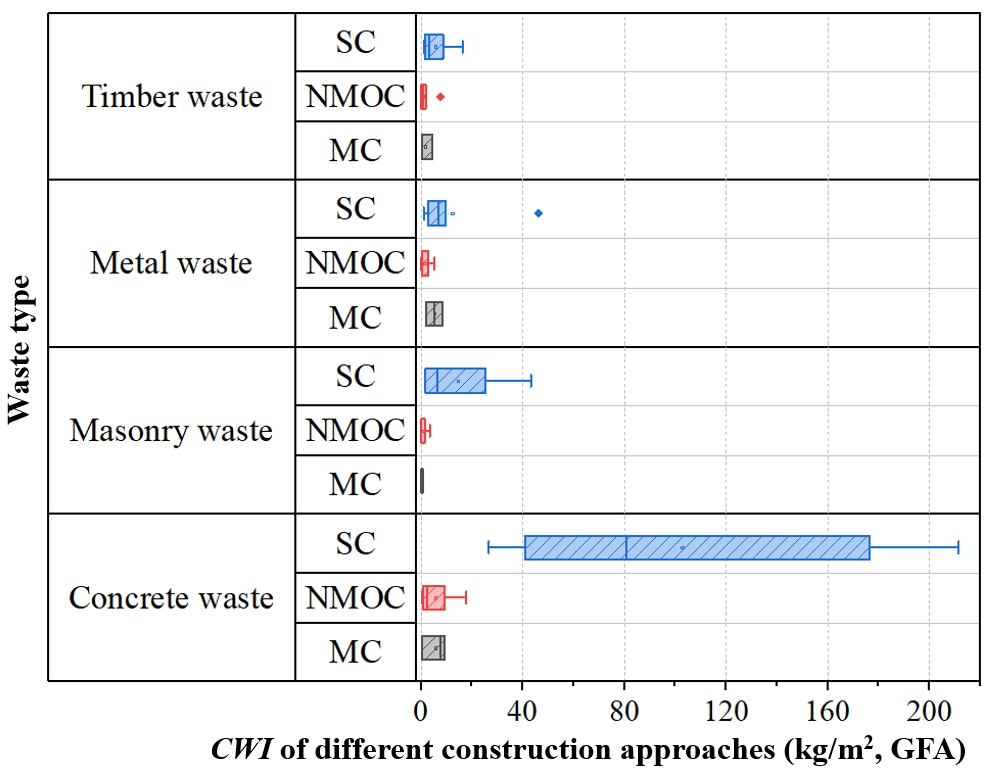 Waste type
Timber waste
SC
NMOC
MC
Metal waste
SC
NMOC
MC
Masonry waste
SC
NMOC
MC
Concrete waste
SC
NMOC
MC
0 40 80 120 160 200
CWI of different construction approaches (kg/m², GFA)